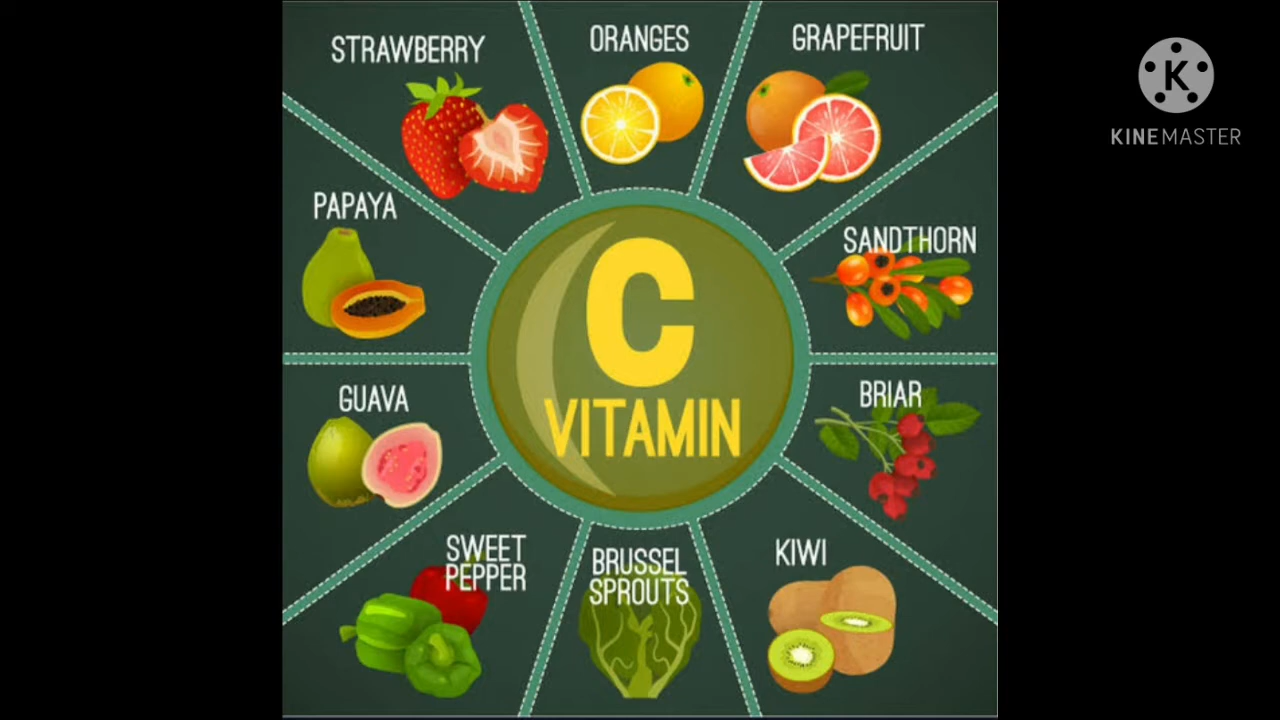 STRAWBERRY
ORANGES
GRAPEFRUIT
K
KINEMASTER
PAPAYA
SANDTHORN
C
VITAMIN
GUAVA
BRIAR
SWEET
PEPPER
BRUSSEL
SPROUTS
KIWI